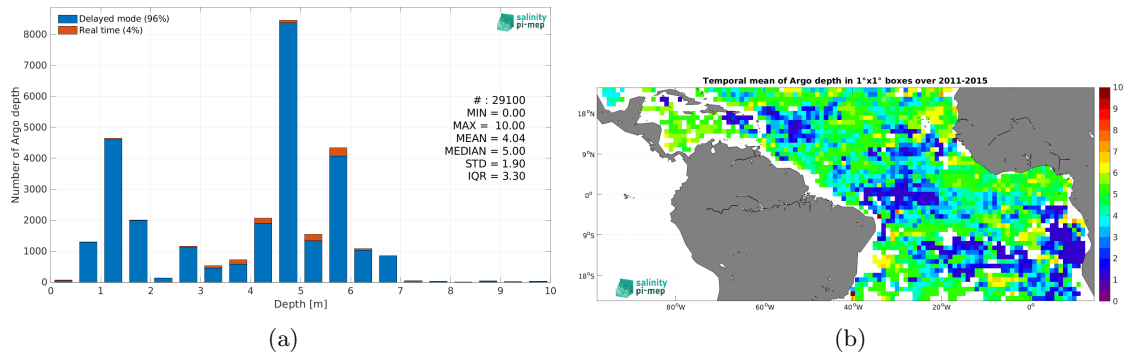 Delayed mode (96%)
Real time (4%)
salinity
pi-mep
Number of Argo depth
8000
7000
6000
5000
4000
3000
2000
1000
0
# : 29100
MIN = 0.00
MAX = 10.00
MEAN = 4.04
MEDIAN = 5.00
STD = 1.90
IQR = 3.30
0 1 2 3 4 5 6 7 8 9 10
Depth [m]
(a)
Temporal mean of Argo depth in 1°x1° boxes over 2011-2015
18°N
9°N
0°
9°S
18°S
80°W 60°W 40°W 20°W 0°
salinity
pi-mep
10
9
8
7
6
5
4
3
2
1
0
(b)